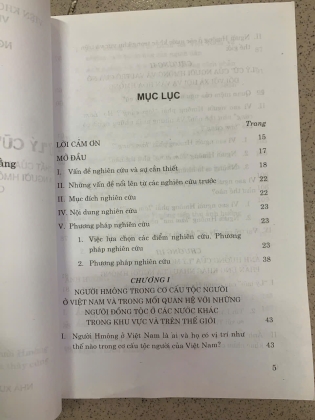 MỤC LỤC
Trang
LỜI CẢM ƠN 15
MỞ ĐẦU 17
I. Vấn đề nghiên cứu và sự cần thiết 18
II. Những vấn đề nổi lên từ các nghiên cứu trước 22
III. Mục đích nghiên cứu 22
IV. Nội dung nghiên cứu 23
V. Phương pháp nghiên cứu 23
1. Việc lựa chọn các điểm nghiên cứu. Phương
pháp nghiên cứu 23
2. Phương pháp nghiên cứu 38
CHƯƠNG I
NGƯỜI HMÔNG TRONG CƠ CẤU TỘC NGƯỜI
Ở VIỆT NAM VÀ TRONG MỐI QUAN HỆ VỚI NHỮNG
NGƯỜI ĐỒNG TỘC Ở CÁC NƯỚC KHÁC
TRONG KHU VỰC VÀ TRÊN THẾ GIỚI 43
I. Người Hmông ở Việt Nam là ai và họ có vị trí như
thế nào trong cơ cấu tộc người của Việt Nam? 43
5